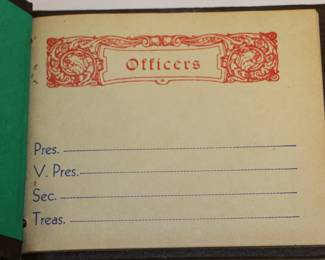 Officers
Pres.
V. Pres.
Sec.
Treas.